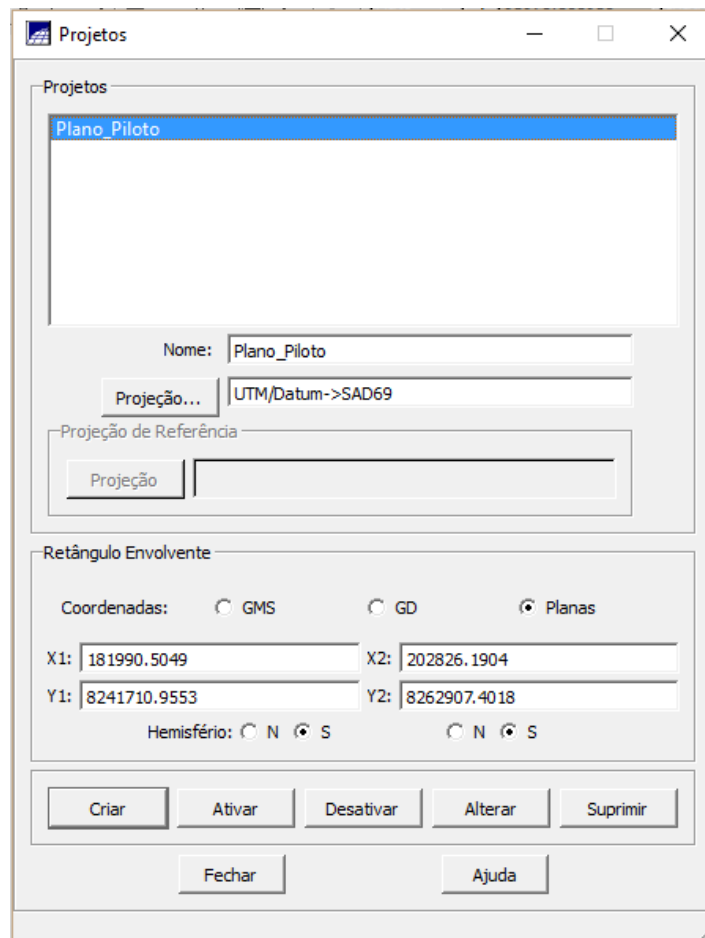 Projetos
Projetos
Plano_Piloto
Nome: Plano_Piloto
Projeção... UTM/Datum->SAD69
Projeção de Referência
Projeção
Retângulo Envolvente
Coordenadas: GMS GD Planas
X1: 181990.5049 X2: 202826.1904
Y1: 8241710.9553 Y2: 8262907.4018
Hemisfério: N S N S
Criar Ativar Desativar Alterar Suprimir
Fechar Ajuda